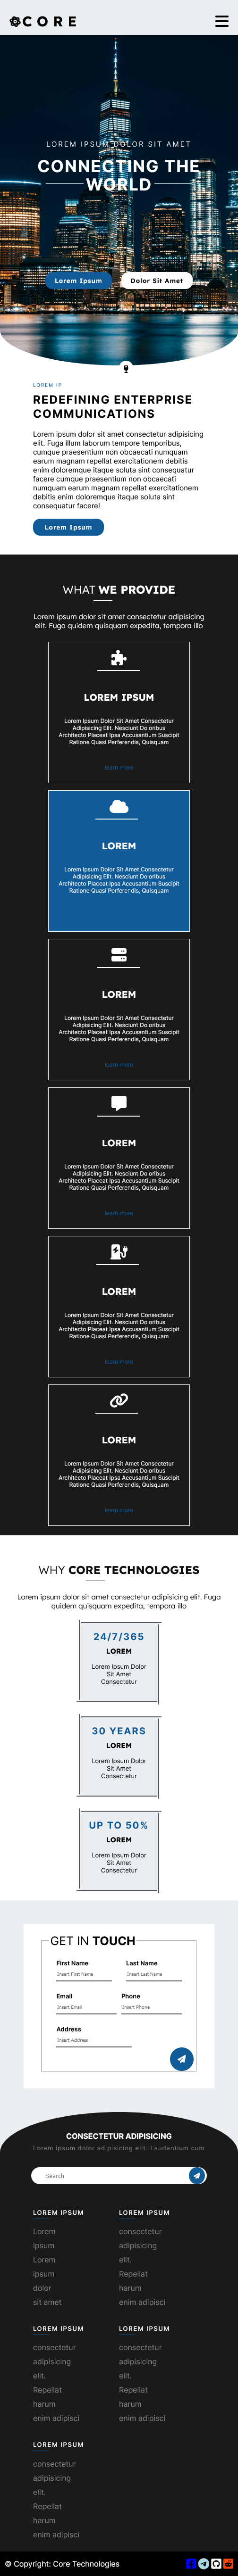 CORE
LOREM IPSUM DOLOR SIT AMET
CONNECTING THE
WORLD
Lorem Ipsum
Dolor Sit Amet
LOREM IP
REDEFINING ENTERPRISE
COMMUNICATIONS
Lorem ipsum dolor sit amet consectetur adipisicing
elit. Fuga illum laborum tempore temporibus,
cumque praesentium non obcaecati numquam
earum magnam repellat exercitationem debitis
enim doloremque itaque soluta sint consequatur
facere cumque praesentium non obcaecati
numquam earum magnam repellat exercitationem
debitis enim doloremque itaque soluta sint
consequatur facere!
Lorem Ipsum
WHAT WE PROVIDE
Lorem ipsum dolor sit amet consectetur adipisicing
elit. Fuga quidem quisquam expedita, tempora illo
LOREM IPSUM
Lorem Ipsum Dolor Sit Amet Consectetur
Adipisicing Elit. Nesciunt Doloribus
Architecto Placeat Ipsa Accusantium Suscipit
Ratione Quasi Perferendis, Quisquam
learn more
LOREM
Lorem Ipsum Dolor Sit Amet Consectetur
Adipisicing Elit. Nesciunt Doloribus
Architecto Placeat Ipsa Accusantium Suscipit
Ratione Quasi Perferendis, Quisquam
LOREM
Lorem Ipsum Dolor Sit Amet Consectetur
Adipisicing Elit. Nesciunt Doloribus
Architecto Placeat Ipsa Accusantium Suscipit
Ratione Quasi Perferendis, Quisquam
learn more
LOREM
Lorem Ipsum Dolor Sit Amet Consectetur
Adipisicing Elit. Nesciunt Doloribus
Architecto Placeat Ipsa Accusantium Suscipit
Ratione Quasi Perferendis, Quisquam
learn more
LOREM
Lorem Ipsum Dolor Sit Amet Consectetur
Adipisicing Elit. Nesciunt Doloribus
Architecto Placeat Ipsa Accusantium Suscipit
Ratione Quasi Perferendis, Quisquam
learn more
LOREM
Lorem Ipsum Dolor Sit Amet Consectetur
Adipisicing Elit. Nesciunt Doloribus
Architecto Placeat Ipsa Accusantium Suscipit
Ratione Quasi Perferendis, Quisquam
learn more
WHY CORE TECHNOLOGIES
Lorem ipsum dolor sit amet consectetur adipisicing elit. Fuga
quidem quisquam expedita, tempora illo
24/7/365
LOREM
Lorem Ipsum Dolor
Sit Amet
Consectetur
30 YEARS
LOREM
Lorem Ipsum Dolor
Sit Amet
Consectetur
UP TO 50%
LOREM
Lorem Ipsum Dolor
Sit Amet
Consectetur
GET IN TOUCH
First Name
Last Name
Insert First Name
Insert Last Name
Email
Phone
Insert Email
Insert Phone
Address
Insert Address
CONSECTETUR ADIPISICING
Lorem ipsum dolor adipisicing elit. Laudantium cum
Search
LOREM IPSUM
Lorem
ipsum
Lorem
ipsum
dolor
sit amet
LOREM IPSUM
consectetur
adipisicing
elit.
Repellat
harum
enim adipisci
LOREM IPSUM
consectetur
adipisicing
elit.
Repellat
harum
enim adipisci
LOREM IPSUM
consectetur
adipisicing
elit.
Repellat
harum
enim adipisci
LOREM IPSUM
consectetur
adipisicing
elit.
Repellat
harum
enim adipisci
© Copyright: Core Technologies